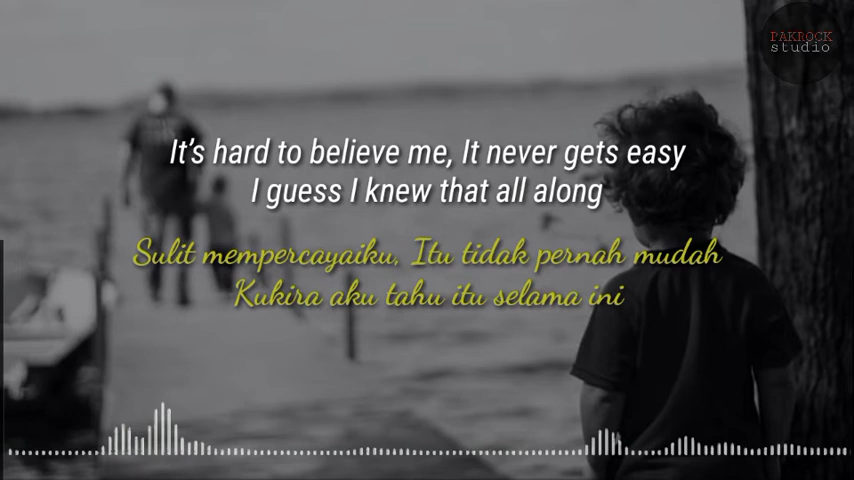 PAKROCK
studio
It's hard to believe me, It never gets easy
I guess I knew that all along
Sulit mempercayaiku, Itu tidak pernah mudah
Kukira aku tahu itu selama ini